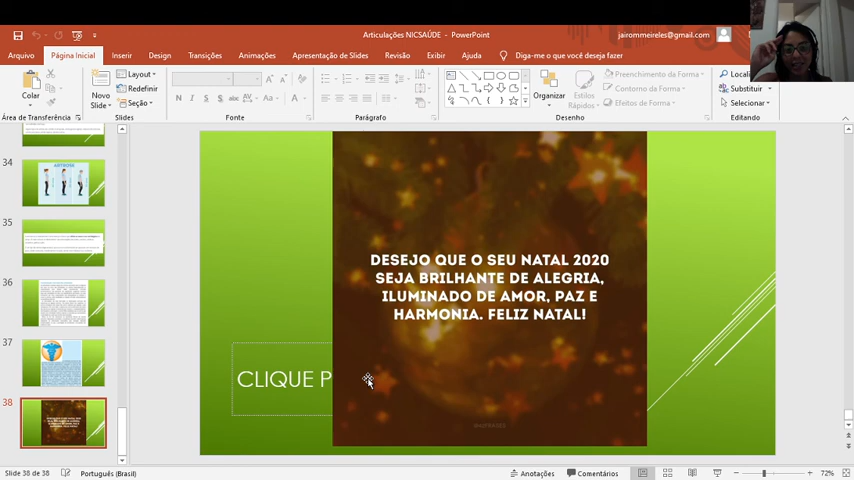 Articulações NICSAÚDE - PowerPoint
jairommeireles@gmail.com
Arquivo
Página Inicial
Inserir
Design
Transições
Animações
Apresentação de Slides
Revisão
Exibir
Ajuda
Diga-me o que você deseja fazer
Colar
Novo
Slide
Layout
Redefinir
Seção
Organizar
Estilos
Rápidos
Preenchimento da Forma
Contorno da Forma
Efeitos de Forma
Locali
Substituir
Selecionar
Área de Transferência
Slides
Fonte
Parágrafo
Desenho
Editando
34
ARTROSE
35
36
37
38
DESEJO QUE O SEU NATAL 2020
SEJA BRILHANTE DE ALEGRIA,
ILUMINADO DE AMOR, PAZ E
HARMONIA. FELIZ NATAL!
CLIQUE P
Slide 38 de 38
Português (Brasil)
Anotações
Comentários
72%